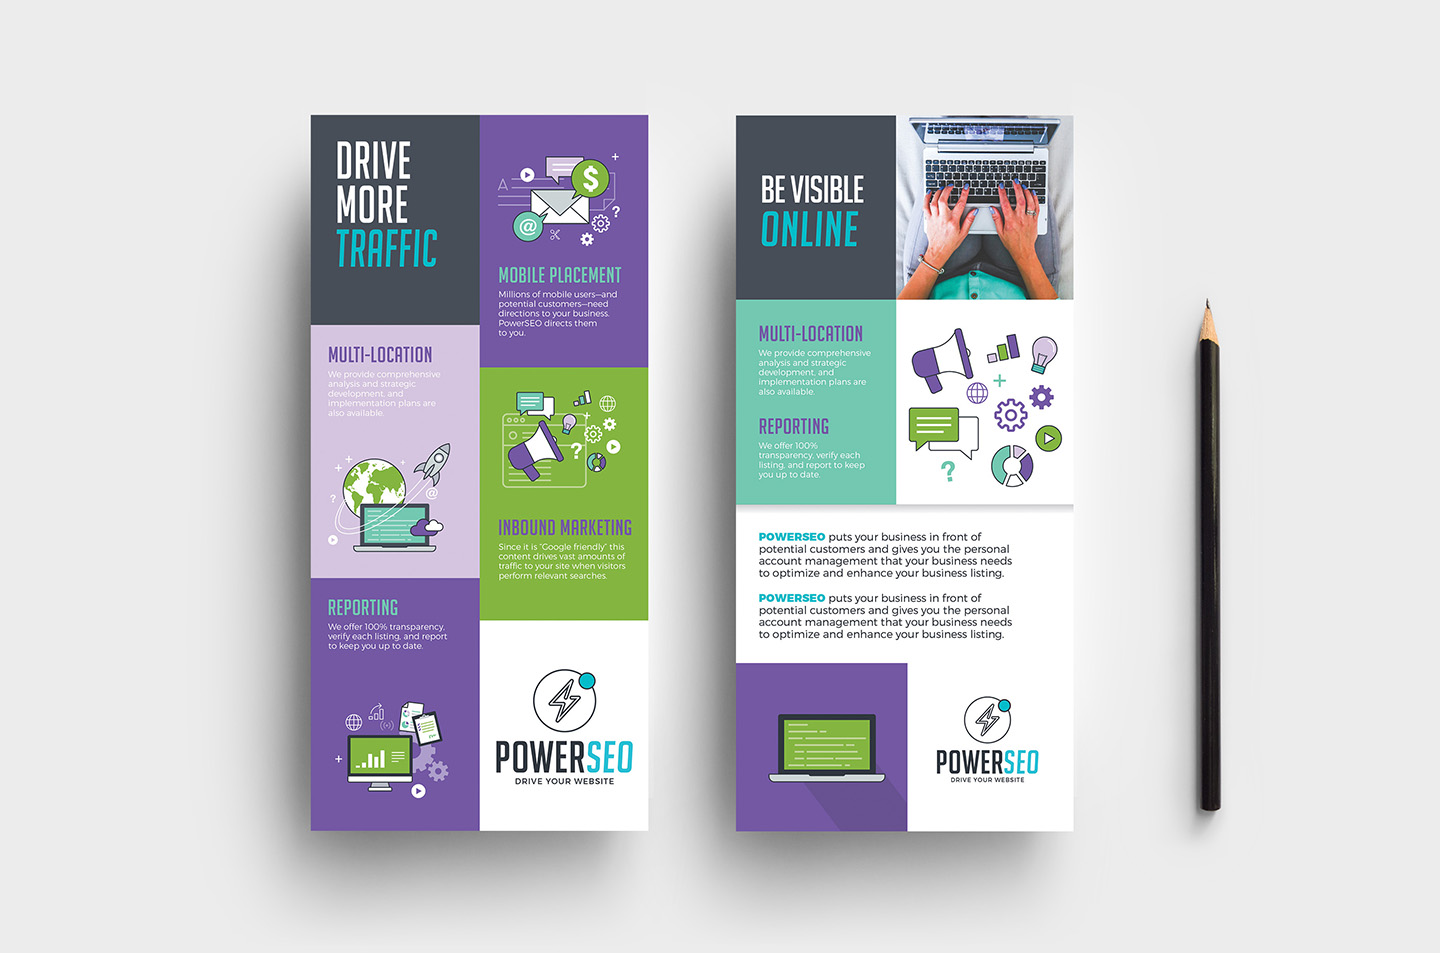 DRIVE
MORE
TRAFFIC
MULTI-LOCATION
We provide comprehensive
analysis and strategic
development, and
implementation plans are
also available.
REPORTING
We offer 100% transparency,
verify each listing, and report
to keep you up to date.
A
$
@
?
MOBILE PLACEMENT
Millions of mobile users—and
potential customers—need
directions to your business.
PowerSEO directs them
to you.
?
INBOUND MARKETING
Since it is "Google friendly" this
content drives vast amounts of
traffic to your site when visitors
perform relevant searches.
?
@
POWERSEO
DRIVE YOUR WEBSITE
BE VISIBLE
ONLINE
MULTI-LOCATION
We provide comprehensive
analysis and strategic
development, and
implementation plans are
also available.
REPORTING
We offer 100%
transparency, verify each
listing, and report to keep
you up to date.
?
POWERSEO puts your business in front of
potential customers and gives you the personal
account management that your business needs
to optimize and enhance your business listing.
POWERSEO puts your business in front of
potential customers and gives you the personal
account management that your business needs
to optimize and enhance your business listing.
POWERSEO
DRIVE YOUR WEBSITE